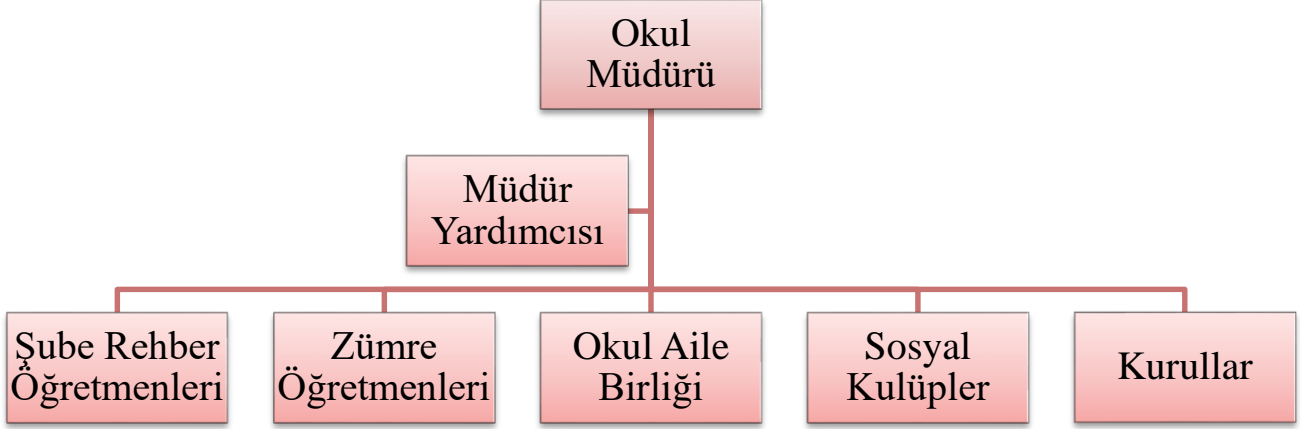 Okul
Müdürü
Müdür
Yardımcısı
Şube Rehber
Öğretmenleri
Zümre
Öğretmenleri
Okul Aile
Birliği
Sosyal
Kulüpler
Kurullar